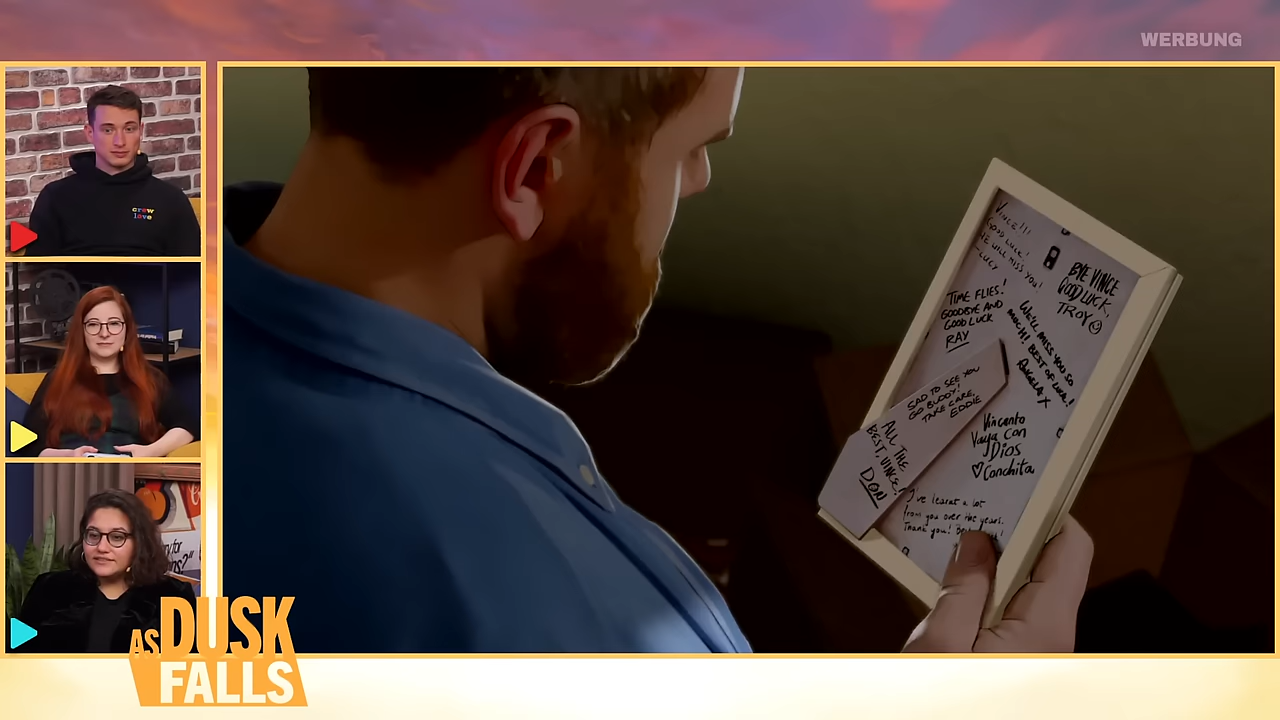 WERBUNG
crew
love
VINCE!!!
GOOD LUCK!
WE WILL MISS YOU!
- LUCY
BYE VINCE
GOOD LUCK,
TROY
TIME FLIES!
GOODBYE AND
GOOD LUCK
RAY
WE'LL MISS YOU SO
MUCH! BEST OF LUCK!
ANGELA X
SAD TO SEE YOU
GO BUDDY!
TAKE CARE,
EDDIE
ALL THE
BEST, VINCE!
DON
Vincente
Vaya Con
Dios
Conchita
I've learnt a lot
from you over the years.
Thank you!
AS DUSK
FALLS